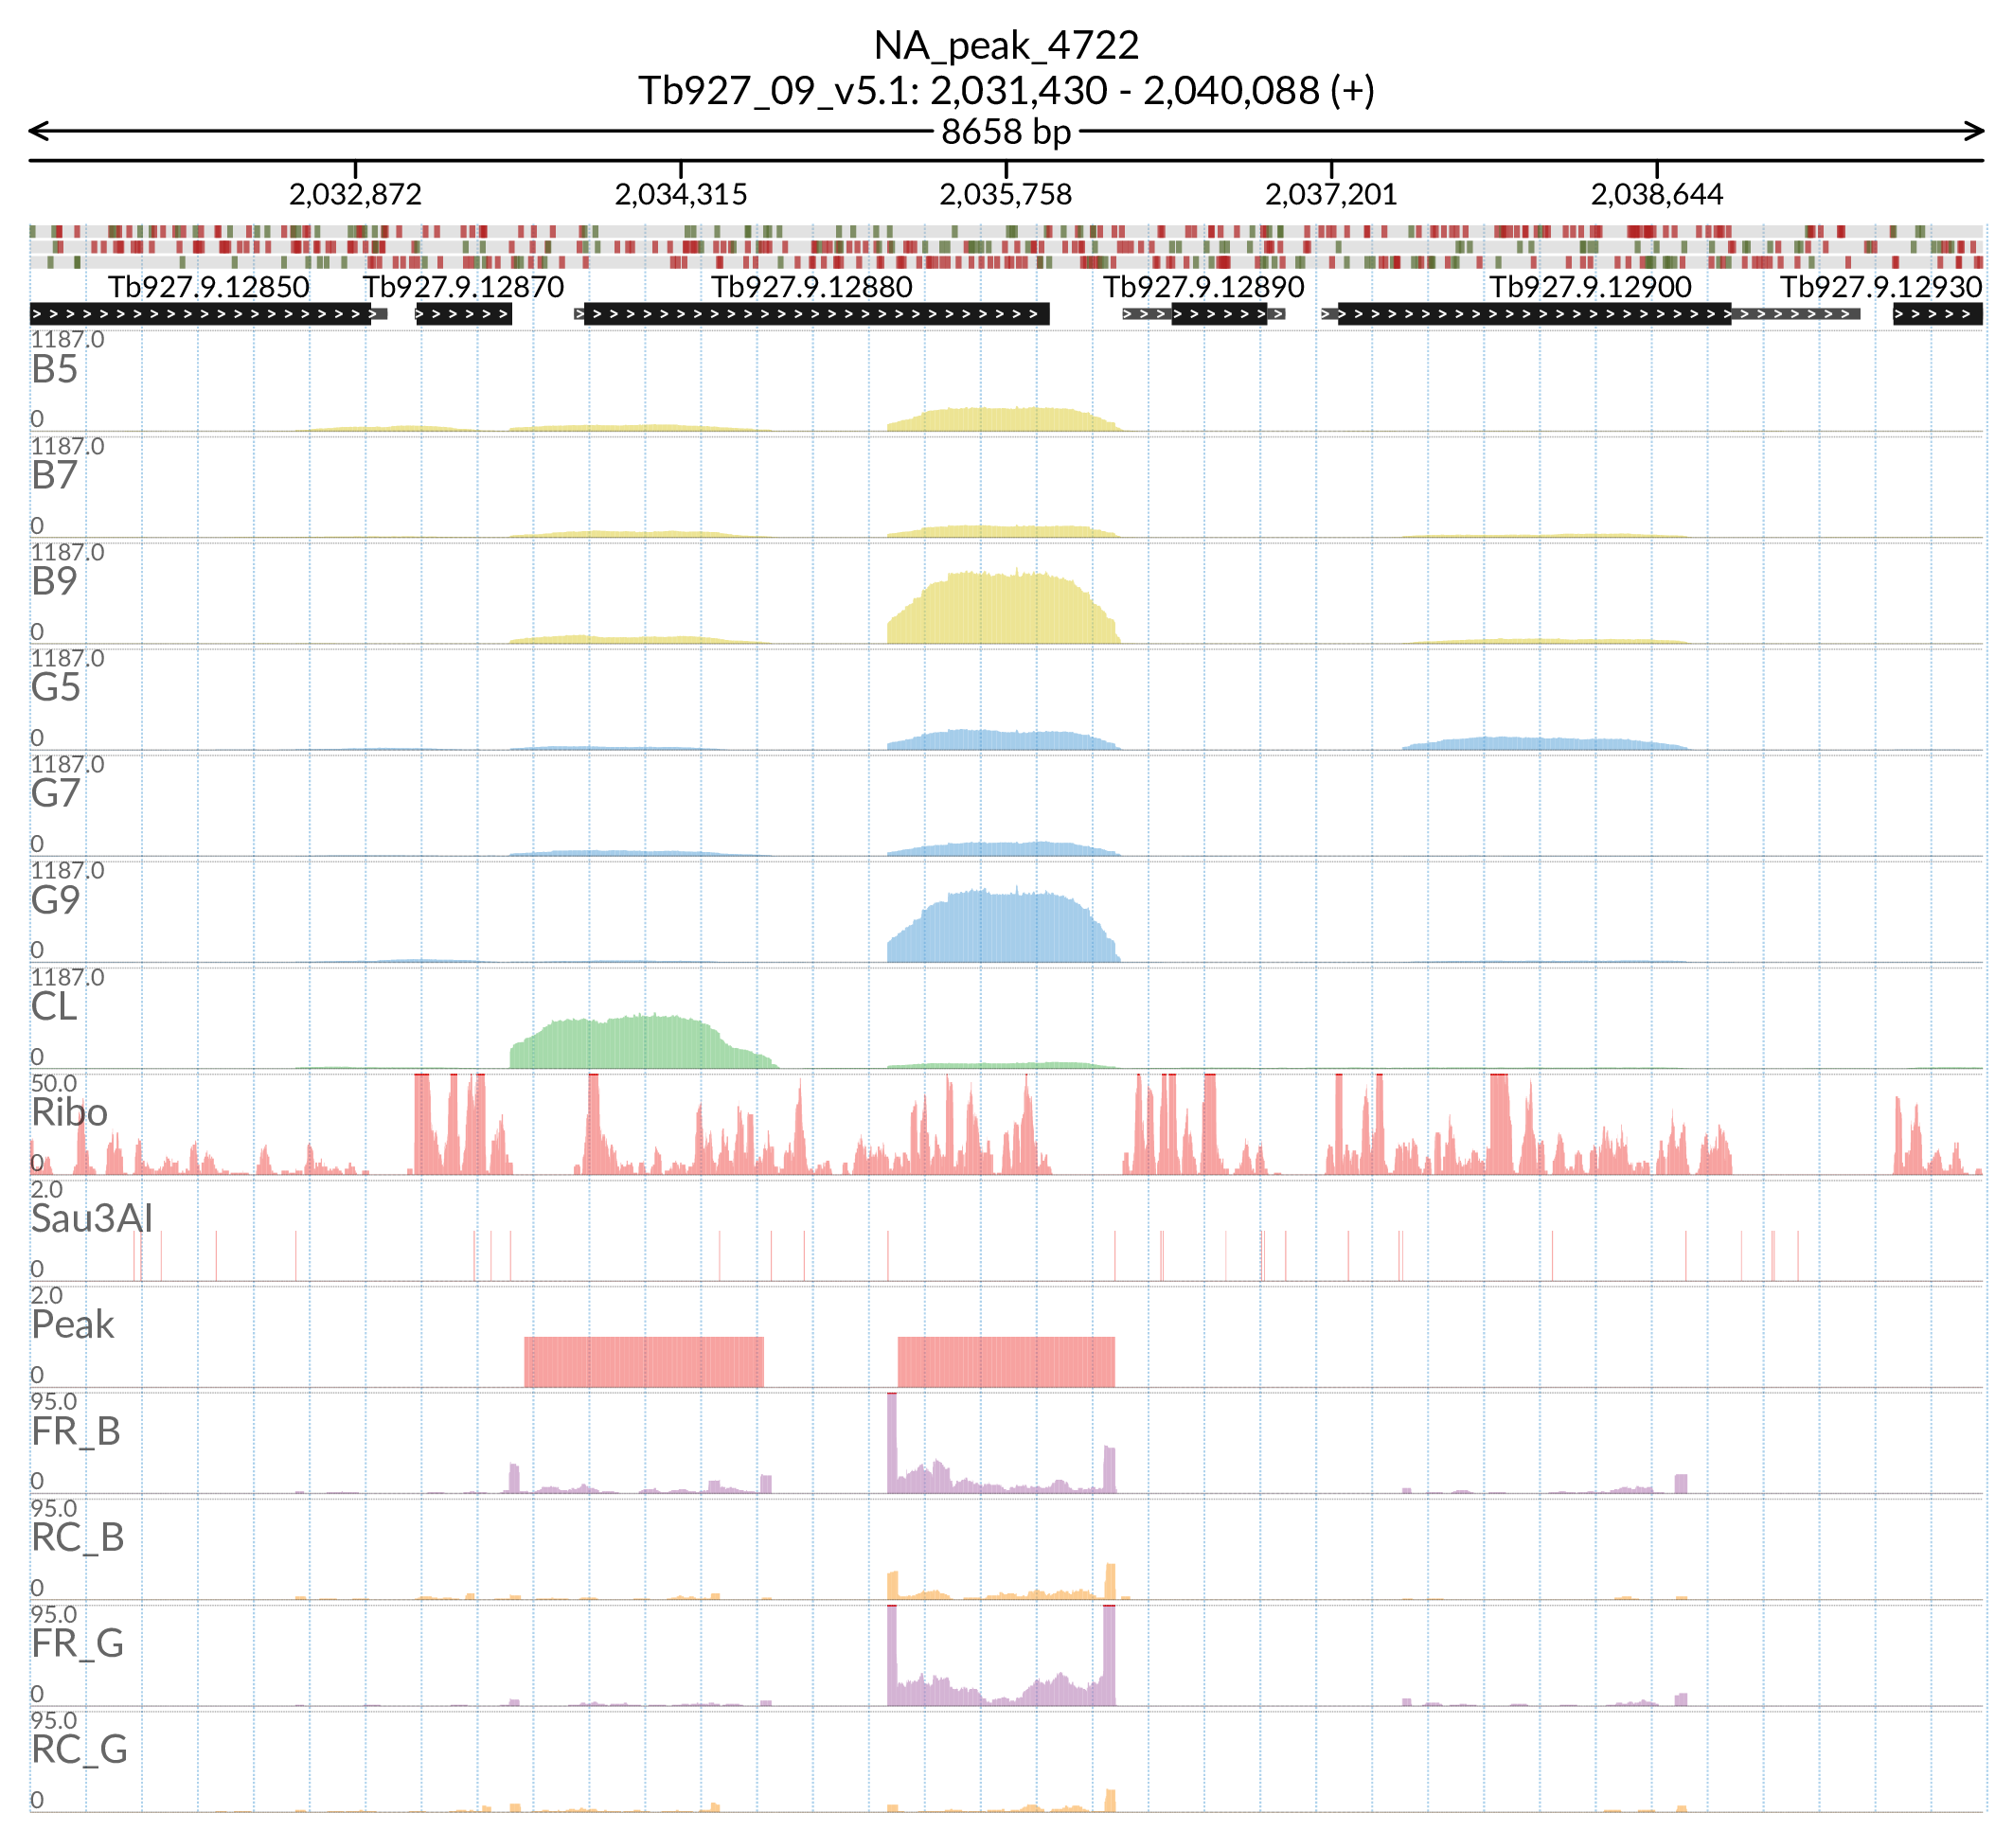 NA_peak_4722
Tb927_09_v5.1: 2,031,430 - 2,040,088 (+)
8658 bp
2,032,872 2,034,315 2,035,758 2,037,201 2,038,644
Tb927.9.12850 Tb927.9.12870 Tb927.9.12880 Tb927.9.12890 Tb927.9.12900 Tb927.9.12930
1187.0
B5
0
1187.0
B7
0
1187.0
B9
0
1187.0
G5
0
1187.0
G7
0
1187.0
G9
0
1187.0
CL
0
50.0
Ribo
0
2.0
Sau3AI
0
2.0
Peak
0
95.0
FR_B
0
95.0
RC_B
0
95.0
FR_G
0
95.0
RC_G
0